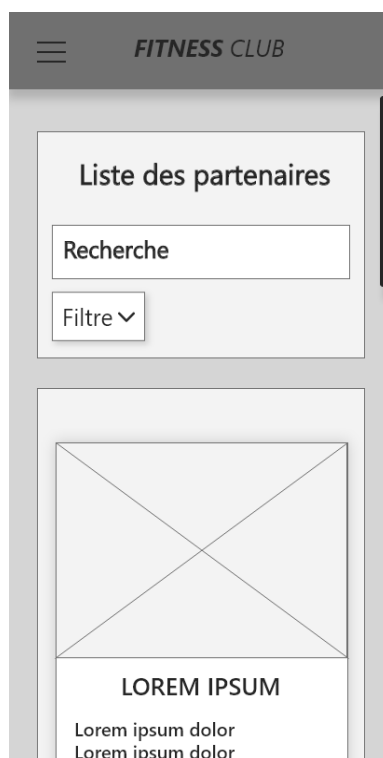 FITNESS CLUB
Liste des partenaires
Recherche
Filtre
LOREM IPSUM
Lorem ipsum dolor
Lorem ipsum dolor